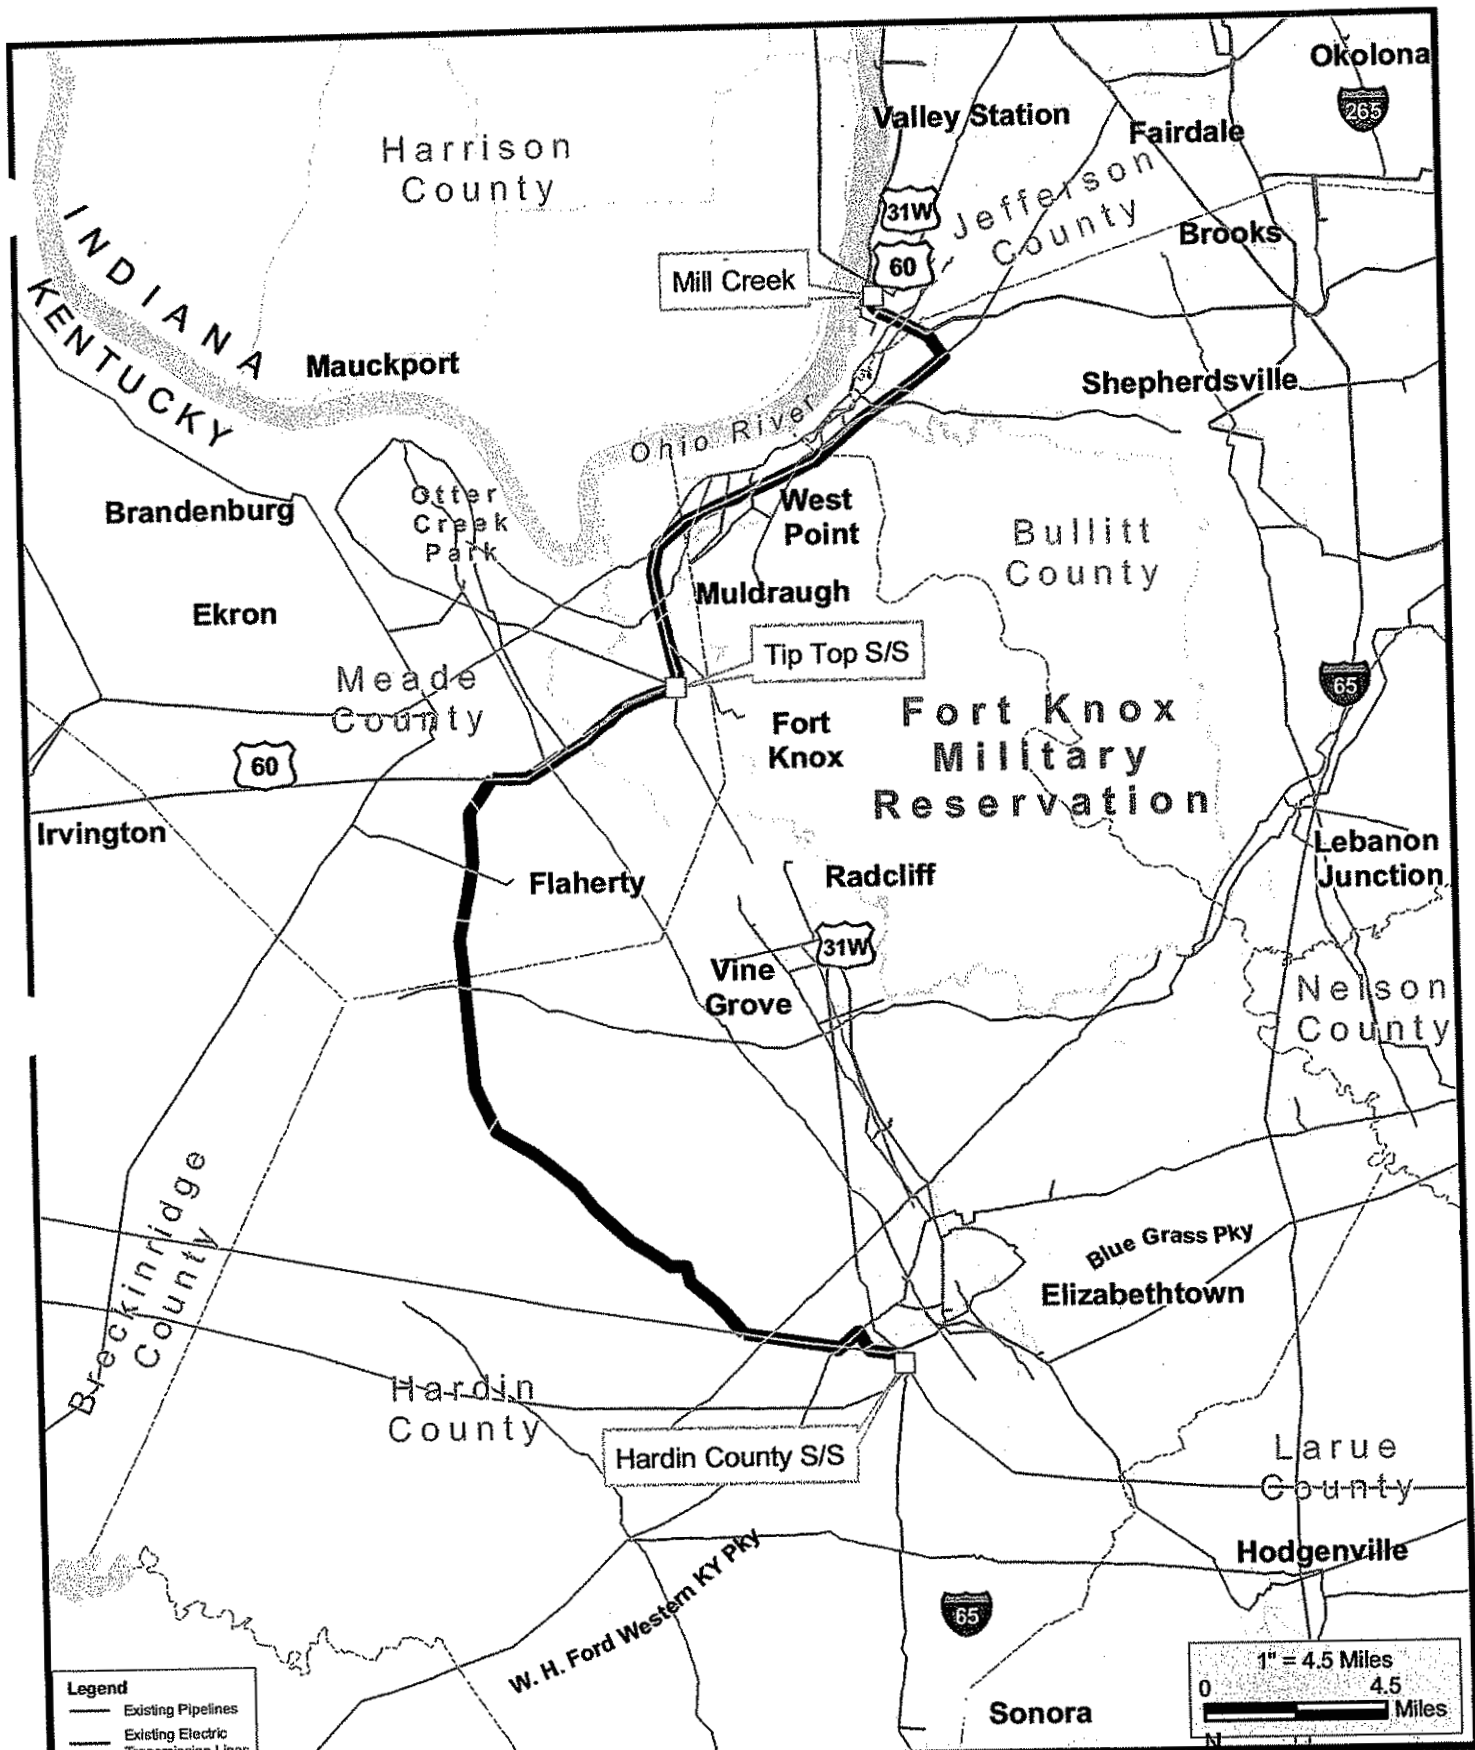 Okolona
265
Valley Station
Fairdale
Harrison
County
Jefferson
County
31W
Brooks
60
Mill Creek
INDIANA
KENTUCKY
Mauckport
Shepherdsville
Ohio River
Otter
Creek
Park
Brandenburg
West
Point
Bullitt
County
Muldraugh
Ekron
Tip Top S/S
Meade
County
65
Fort
Knox
Fort Knox
Military
Reservation
60
Irvington
Lebanon
Junction
Flaherty
Radcliff
31W
Vine
Grove
Nelson
County
Breckinridge
County
Blue Grass Pky
Elizabethtown
Hardin
County
Hardin County S/S
Larue
County
Hodgenville
W. H. Ford Western KY Pky
65
Legend
Existing Pipelines
Existing Electric
Sonora
1" = 4.5 Miles
0 4.5
Miles
N